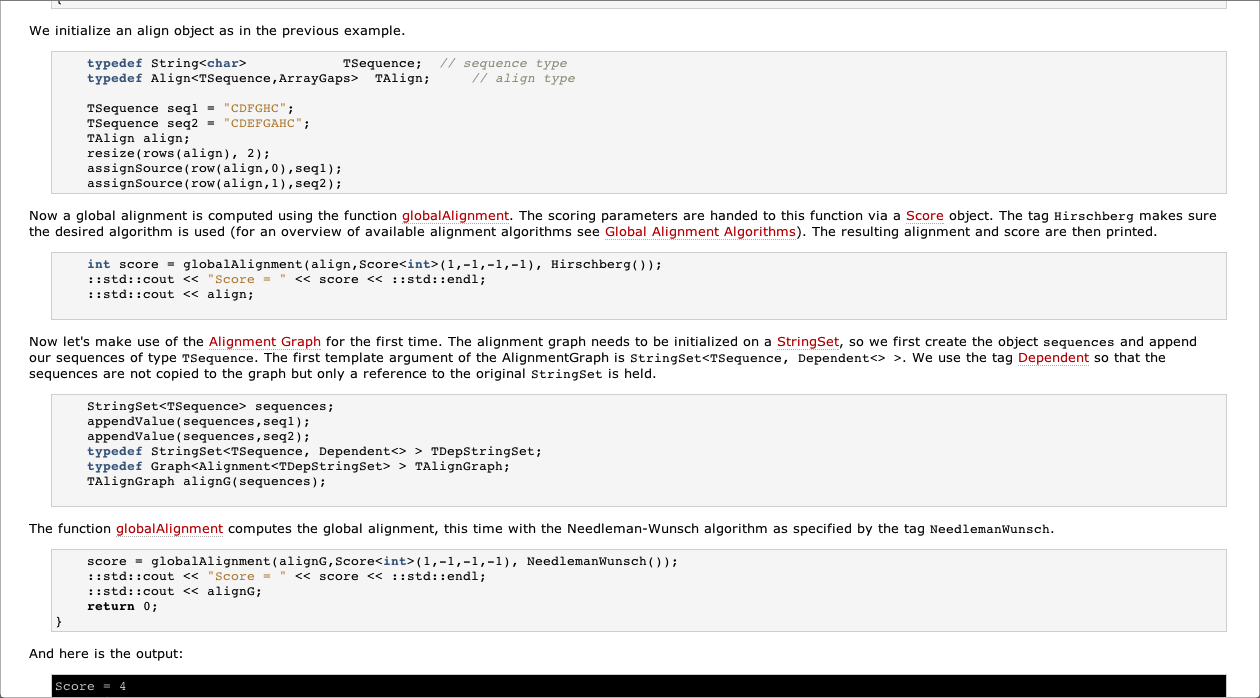 We initialize an align object as in the previous example.
typedef String<char>            TSequence;  // sequence type
typedef Align<TSequence,ArrayGaps>  TAlign;     // align type
TSequence seq1 = "CDFGHC";
TSequence seq2 = "CDEFGAHC";
TAlign align;
resize(rows(align), 2);
assignSource(row(align,0),seq1);
assignSource(row(align,1),seq2);
Now a global alignment is computed using the function globalAlignment. The scoring parameters are handed to this function via a Score object. The tag Hirschberg makes sure
the desired algorithm is used (for an overview of available alignment algorithms see Global Alignment Algorithms). The resulting alignment and score are then printed.
int score = globalAlignment(align,Score<int>(1,-1,-1,-1), Hirschberg());
::std::cout << "Score = " << score << ::std::endl;
::std::cout << align;
Now let's make use of the Alignment Graph for the first time. The alignment graph needs to be initialized on a StringSet, so we first create the object sequences and append
our sequences of type TSequence. The first template argument of the AlignmentGraph is StringSet<TSequence, Dependent<> >. We use the tag Dependent so that the
sequences are not copied to the graph but only a reference to the original StringSet is held.
StringSet<TSequence> sequences;
appendValue(sequences,seq1);
appendValue(sequences,seq2);
typedef StringSet<TSequence, Dependent<> > TDepStringSet;
typedef Graph<Alignment<TDepStringSet> > TAlignGraph;
TAlignGraph alignG(sequences);
The function globalAlignment computes the global alignment, this time with the Needleman-Wunsch algorithm as specified by the tag NeedlemanWunsch.
score = globalAlignment(alignG,Score<int>(1,-1,-1,-1), NeedlemanWunsch());
::std::cout << "Score = " << score << ::std::endl;
::std::cout << alignG;
return 0;
}
And here is the output:
Score = 4